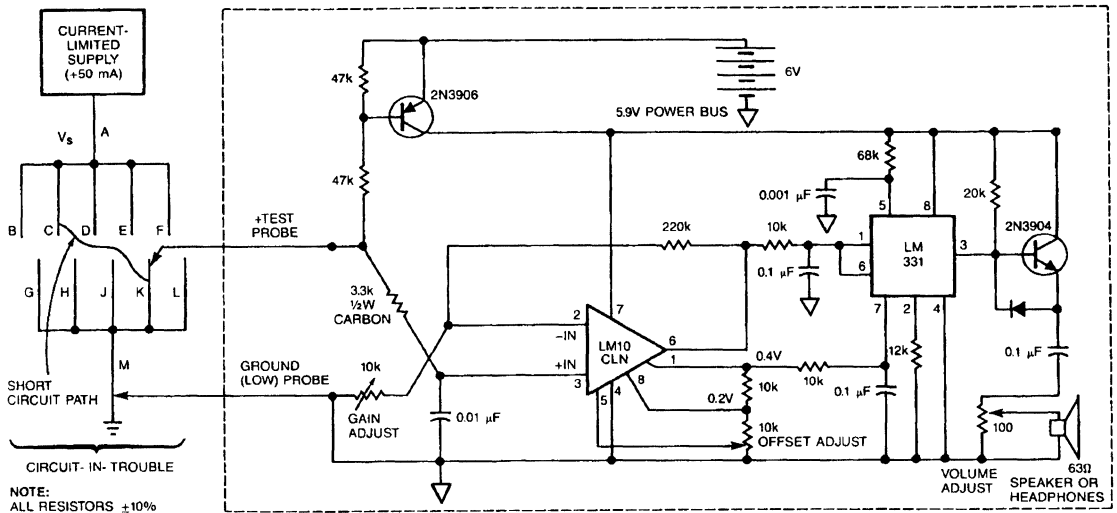 CURRENT-
LIMITED
SUPPLY
(+50 mA)
VS
A
B
C
D
E
F
G
H
J
K
L
M
SHORT
CIRCUIT PATH
CIRCUIT-IN-TROUBLE
NOTE:
ALL RESISTORS ±10%
+TEST
PROBE
GROUND
(LOW) PROBE
47k
2N3906
47k
3.3k
½W
CARBON
10k
GAIN
ADJUST
0.01 µF
6V
5.9V POWER BUS
220k
10k
0.1 µF
2
-IN
+IN
3
7
LM10
CLN
6
1
8
5
4
0.4V
0.2V
10k
10k
10k
OFFSET ADJUST
68k
0.001 µF
5
8
1
6
LM
331
3
7
2
4
12k
0.1 µF
20k
2N3904
0.1 µF
100
VOLUME
ADJUST
63Ω
SPEAKER OR
HEADPHONES